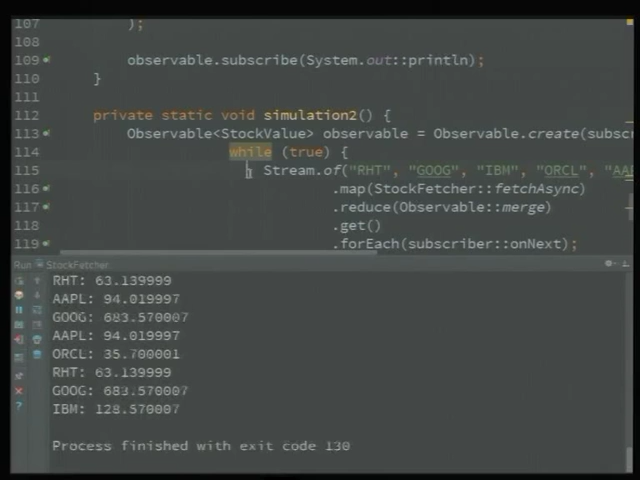 107 );
108
109 observable.subscribe(System.out::println);
110 }
111
112 private static void simulation2() {
113 Observable<StockValue> observable = Observable.create(subsc
114 while (true) {
115 Stream.of("RHT", "GOOG", "IBM", "ORCL", "AA
116 .map(StockFetcher::fetchAsync)
117 .reduce(Observable::merge)
118 .get()
119 .forEach(subscriber::onNext);
Run StockFetcher
RHT: 63.139999
AAPL: 94.019997
GOOG: 683.570007
AAPL: 94.019997
ORCL: 35.700001
RHT: 63.139999
GOOG: 683.570007
IBM: 128.570007
Process finished with exit code 130